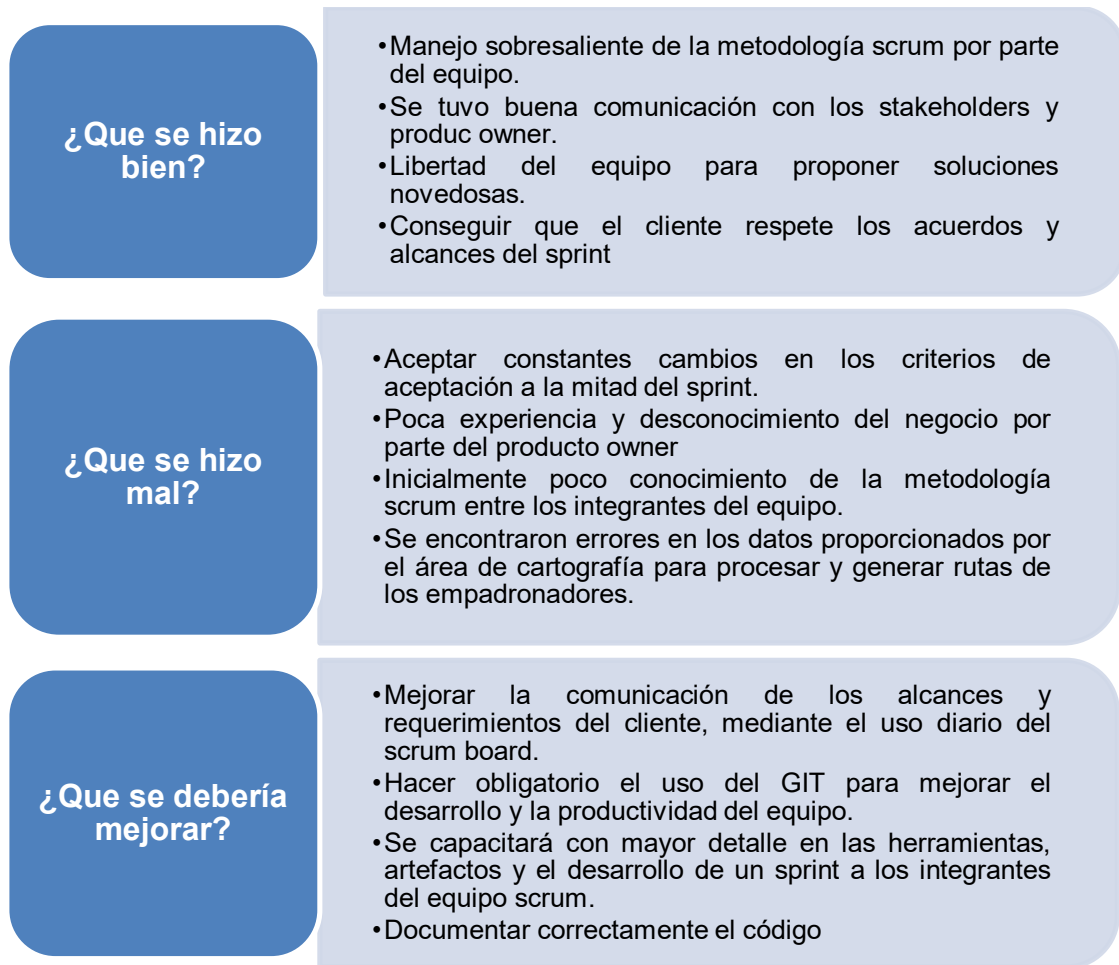 ¿Que se hizo
bien?
•Manejo sobresaliente de la metodología scrum por parte
del equipo.
•Se tuvo buena comunicación con los stakeholders y
produc owner.
•Libertad del equipo para proponer soluciones
novedosas.
•Conseguir que el cliente respete los acuerdos y
alcances del sprint
¿Que se hizo
mal?
•Aceptar constantes cambios en los criterios de
aceptación a la mitad del sprint.
•Poca experiencia y desconocimiento del negocio por
parte del producto owner
•Inicialmente poco conocimiento de la metodología
scrum entre los integrantes del equipo.
•Se encontraron errores en los datos proporcionados por
el área de cartografía para procesar y generar rutas de
los empadronadores.
¿Que se debería
mejorar?
•Mejorar la comunicación de los alcances y
requerimientos del cliente, mediante el uso diario del
scrum board.
•Hacer obligatorio el uso del GIT para mejorar el
desarrollo y la productividad del equipo.
•Se capacitará con mayor detalle en las herramientas,
artefactos y el desarrollo de un sprint a los integrantes
del equipo scrum.
•Documentar correctamente el código